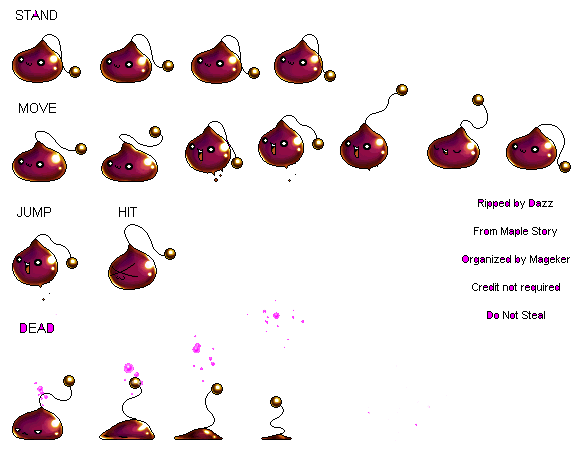 STAND
MOVE
JUMP
HIT
Ripped by Dazz
From Maple Story
Organized by Mageker
Credit not required
Do Not Steal
DEAD